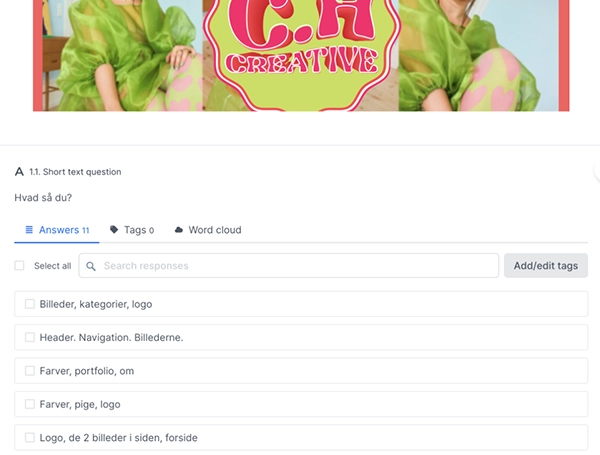 C.H
CREATIVE
A 1.1. Short text question
Hvad så du?
Answers 11 Tags 0 Word cloud
Select all Search responses Add/edit tags
Billeder, kategorier, logo
Header. Navigation. Billederne.
Farver, portfolio, om
Farver, pige, logo
Logo, de 2 billeder i siden, forside